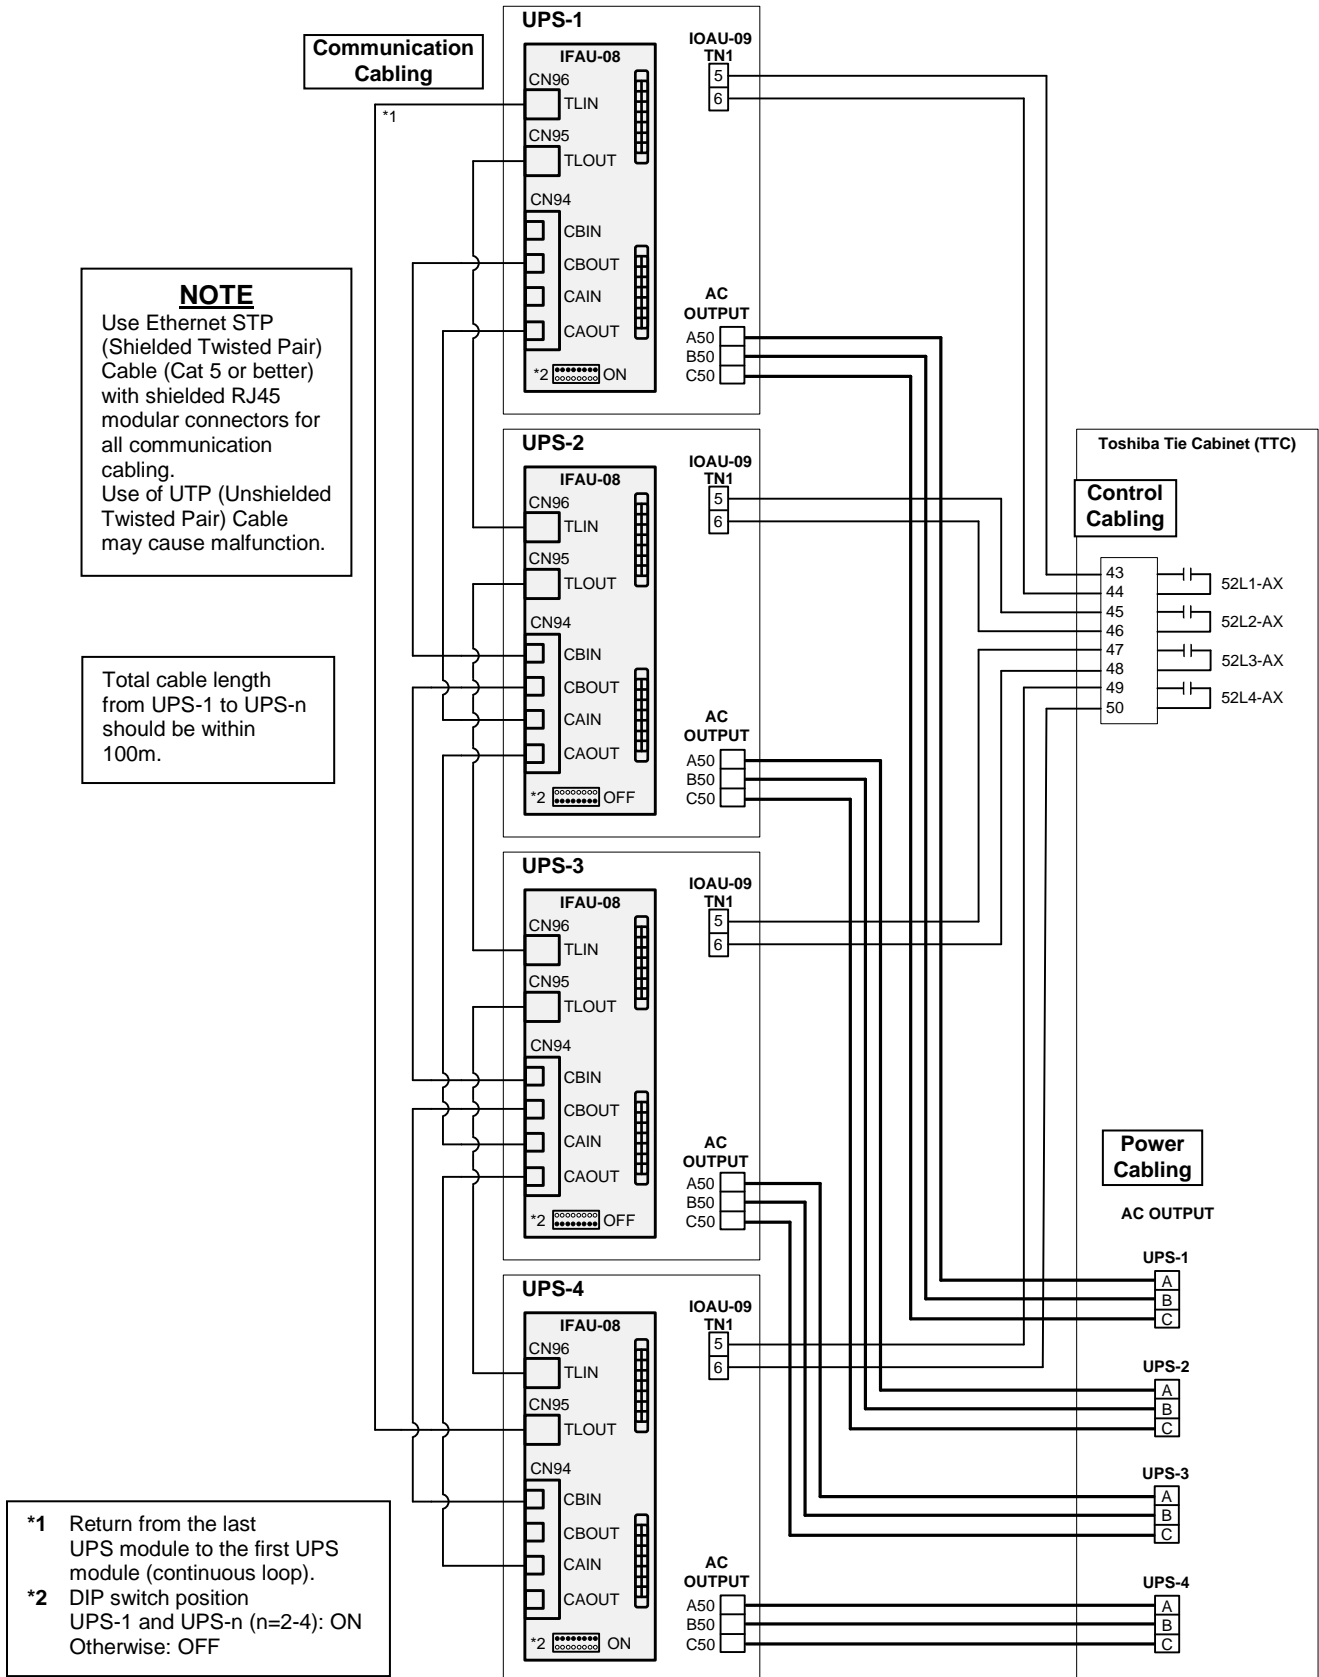 Communication
Cabling
UPS-1
IFAU-08
CN96
TLIN
*1
CN95
TLOUT
CN94
CBIN
CBOUT
CAIN
CAOUT
*2 ON
IOAU-09
TN1
5
6
AC
OUTPUT
A50
B50
C50
NOTE
Use Ethernet STP
(Shielded Twisted Pair)
Cable (Cat 5 or better)
with shielded RJ45
modular connectors for
all communication
cabling.
Use of UTP (Unshielded
Twisted Pair) Cable
may cause malfunction.
UPS-2
IFAU-08
CN96
TLIN
CN95
TLOUT
CN94
CBIN
CBOUT
CAIN
CAOUT
*2 OFF
IOAU-09
TN1
5
6
AC
OUTPUT
A50
B50
C50
Total cable length
from UPS-1 to UPS-n
should be within
100m.
Toshiba Tie Cabinet (TTC)
Control
Cabling
43
44
45
46
47
48
49
50
52L1-AX
52L2-AX
52L3-AX
52L4-AX
UPS-3
IFAU-08
CN96
TLIN
CN95
TLOUT
CN94
CBIN
CBOUT
CAIN
CAOUT
*2 OFF
IOAU-09
TN1
5
6
AC
OUTPUT
A50
B50
C50
Power
Cabling
AC OUTPUT
UPS-1
A
B
C
UPS-2
A
B
C
UPS-3
A
B
C
UPS-4
A
B
C
UPS-4
IFAU-08
CN96
TLIN
CN95
TLOUT
CN94
CBIN
CBOUT
CAIN
CAOUT
*2 ON
IOAU-09
TN1
5
6
AC
OUTPUT
A50
B50
C50
*1 Return from the last
UPS module to the first UPS
module (continuous loop).
*2 DIP switch position
UPS-1 and UPS-n (n=2-4): ON
Otherwise: OFF